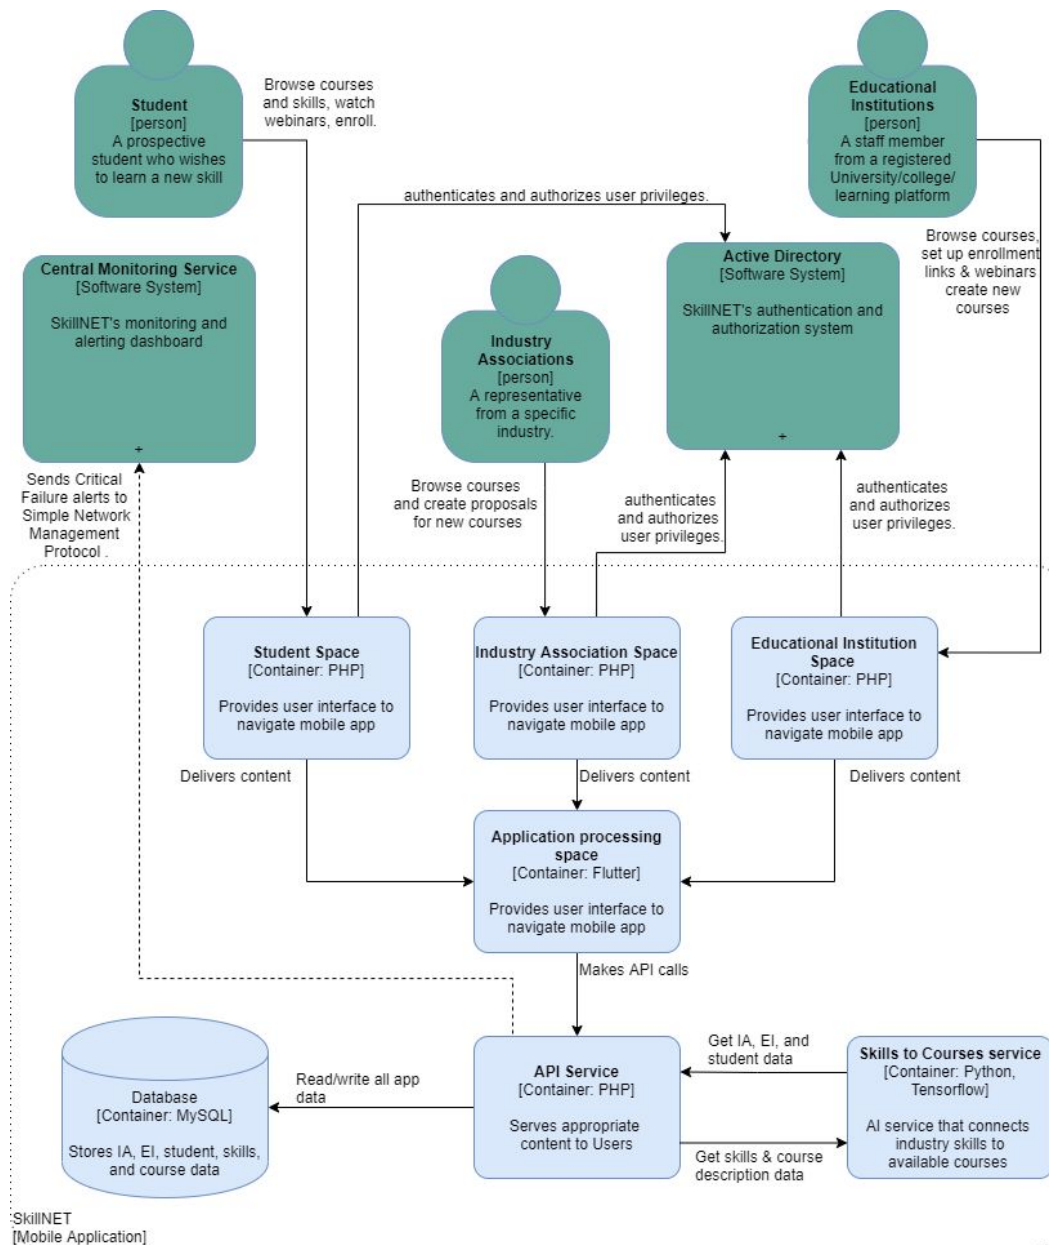 Student
[person]
A prospective
student who wishes
to learn a new skill
Browse courses
and skills, watch
webinars, enroll.
Educational
Institutions
[person]
A staff member
from a registered
University/college/
learning platform
authenticates and authorizes user privileges.
Browse courses,
set up enrollment
links & webinars
create new
courses
Central Monitoring Service
[Software System]
SkillNET's monitoring and
alerting dashboard
+
Active Directory
[Software System]
SkillNET's authentication and
authorization system
+
Industry
Associations
[person]
A representative
from a specific
industry.
Sends Critical
Failure alerts to
Simple Network
Management
Protocol .
Browse courses
and create proposals
for new courses
authenticates
and authorizes
user privileges.
authenticates
and authorizes
user privileges.
Student Space
[Container: PHP]
Provides user interface to
navigate mobile app
Industry Association Space
[Container: PHP]
Provides user interface to
navigate mobile app
Educational Institution
Space
[Container: PHP]
Provides user interface to
navigate mobile app
Delivers content
Delivers content
Delivers content
Application processing
space
[Container: Flutter]
Provides user interface to
navigate mobile app
Makes API calls
Database
[Container: MySQL]
Stores IA, EI, student, skills,
and course data
Read/write all app
data
API Service
[Container: PHP]
Serves appropriate
content to Users
Get IA, EI, and
student data
Get skills & course
description data
Skills to Courses service
[Container: Python,
Tensorflow]
AI service that connects
industry skills to
available courses
SkillNET
[Mobile Application]